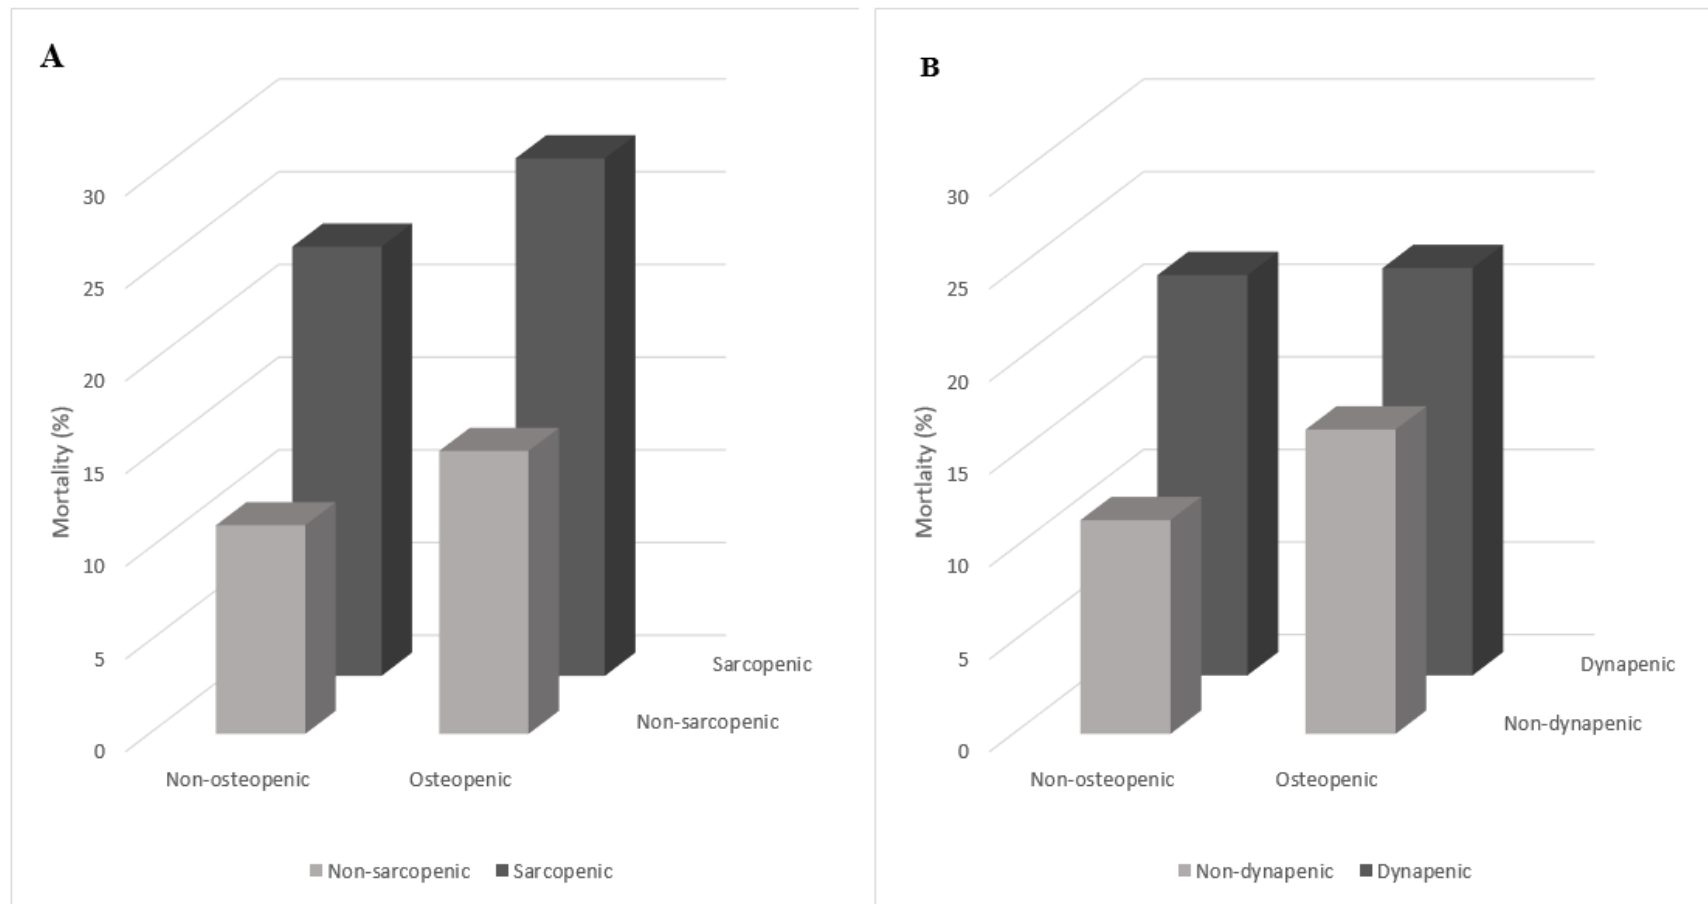 A
30
25
20
15
10
5
0
Mortality (%)
Sarcopenic
Non-sarcopenic
Non-osteopenic Osteopenic
Non-sarcopenic Sarcopenic
B
30
25
20
15
10
5
0
Mortlaity (%)
Dynapenic
Non-dynapenic
Non-osteopenic Osteopenic
Non-dynapenic Dynapenic